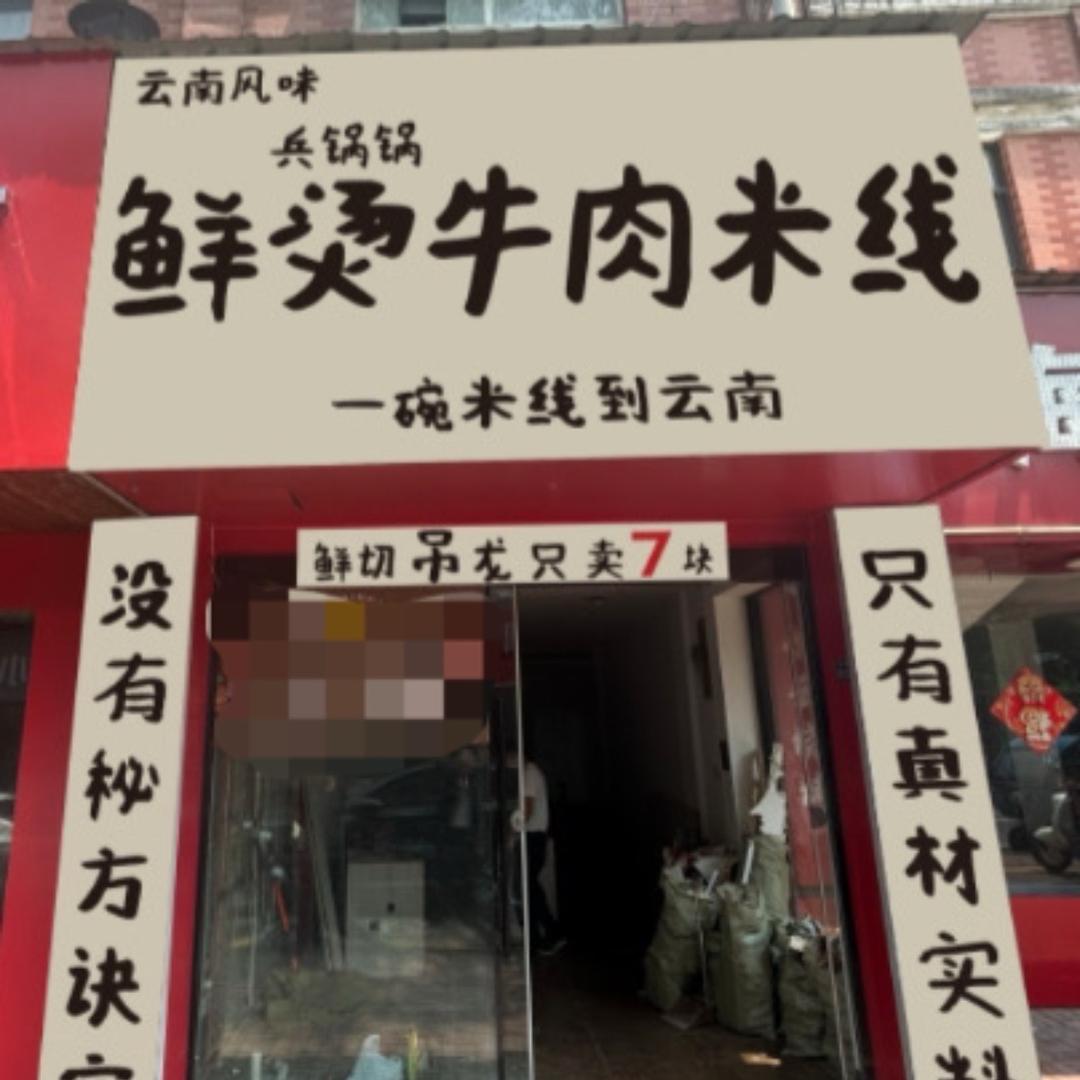 云南风味
兵锅锅
鲜烫牛肉米线
一碗米线到云南
鲜切吊龙只卖7块
没有秘方诀
只有真材实料